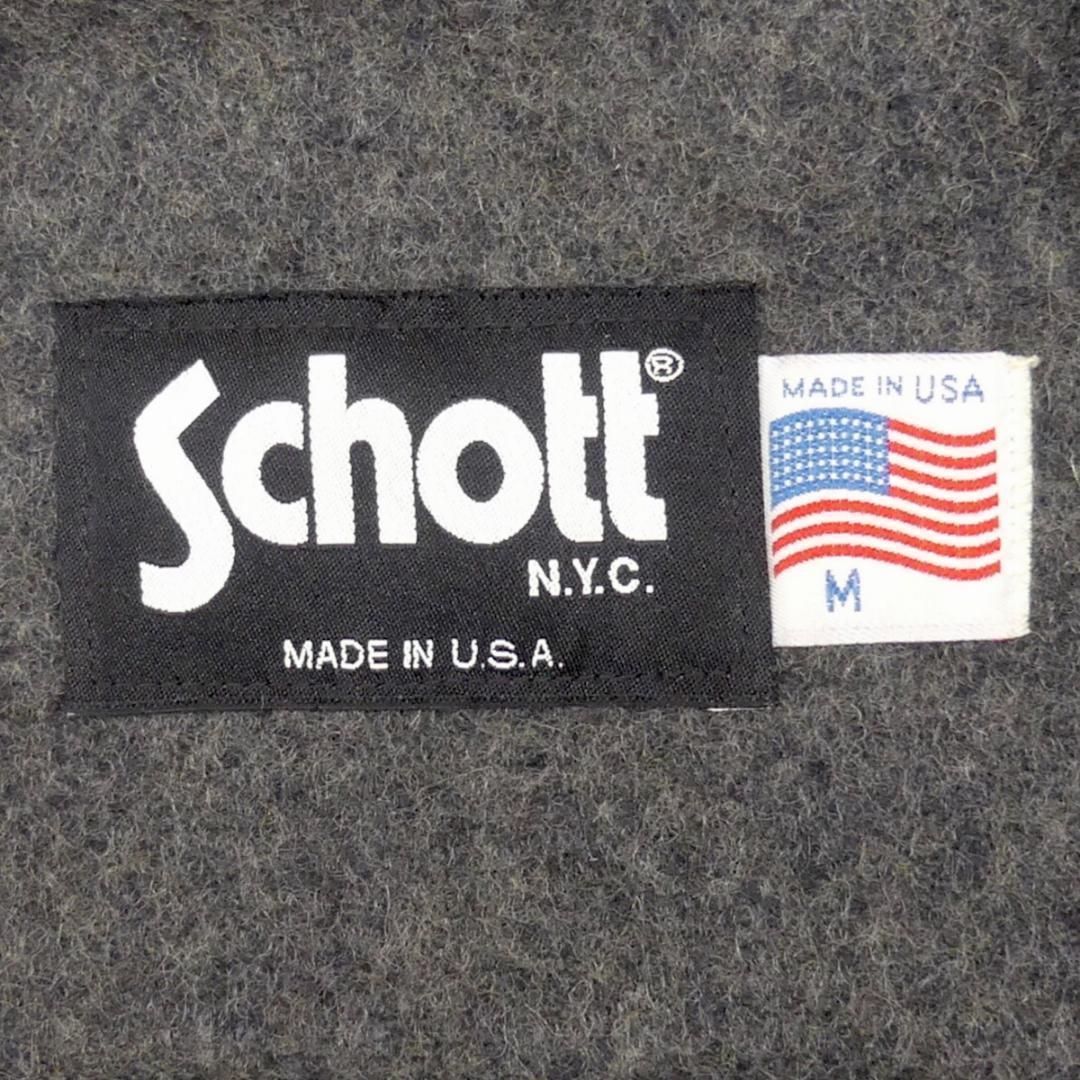 Schott®
N.Y.C.
MADE IN U.S.A.
MADE IN USA
M